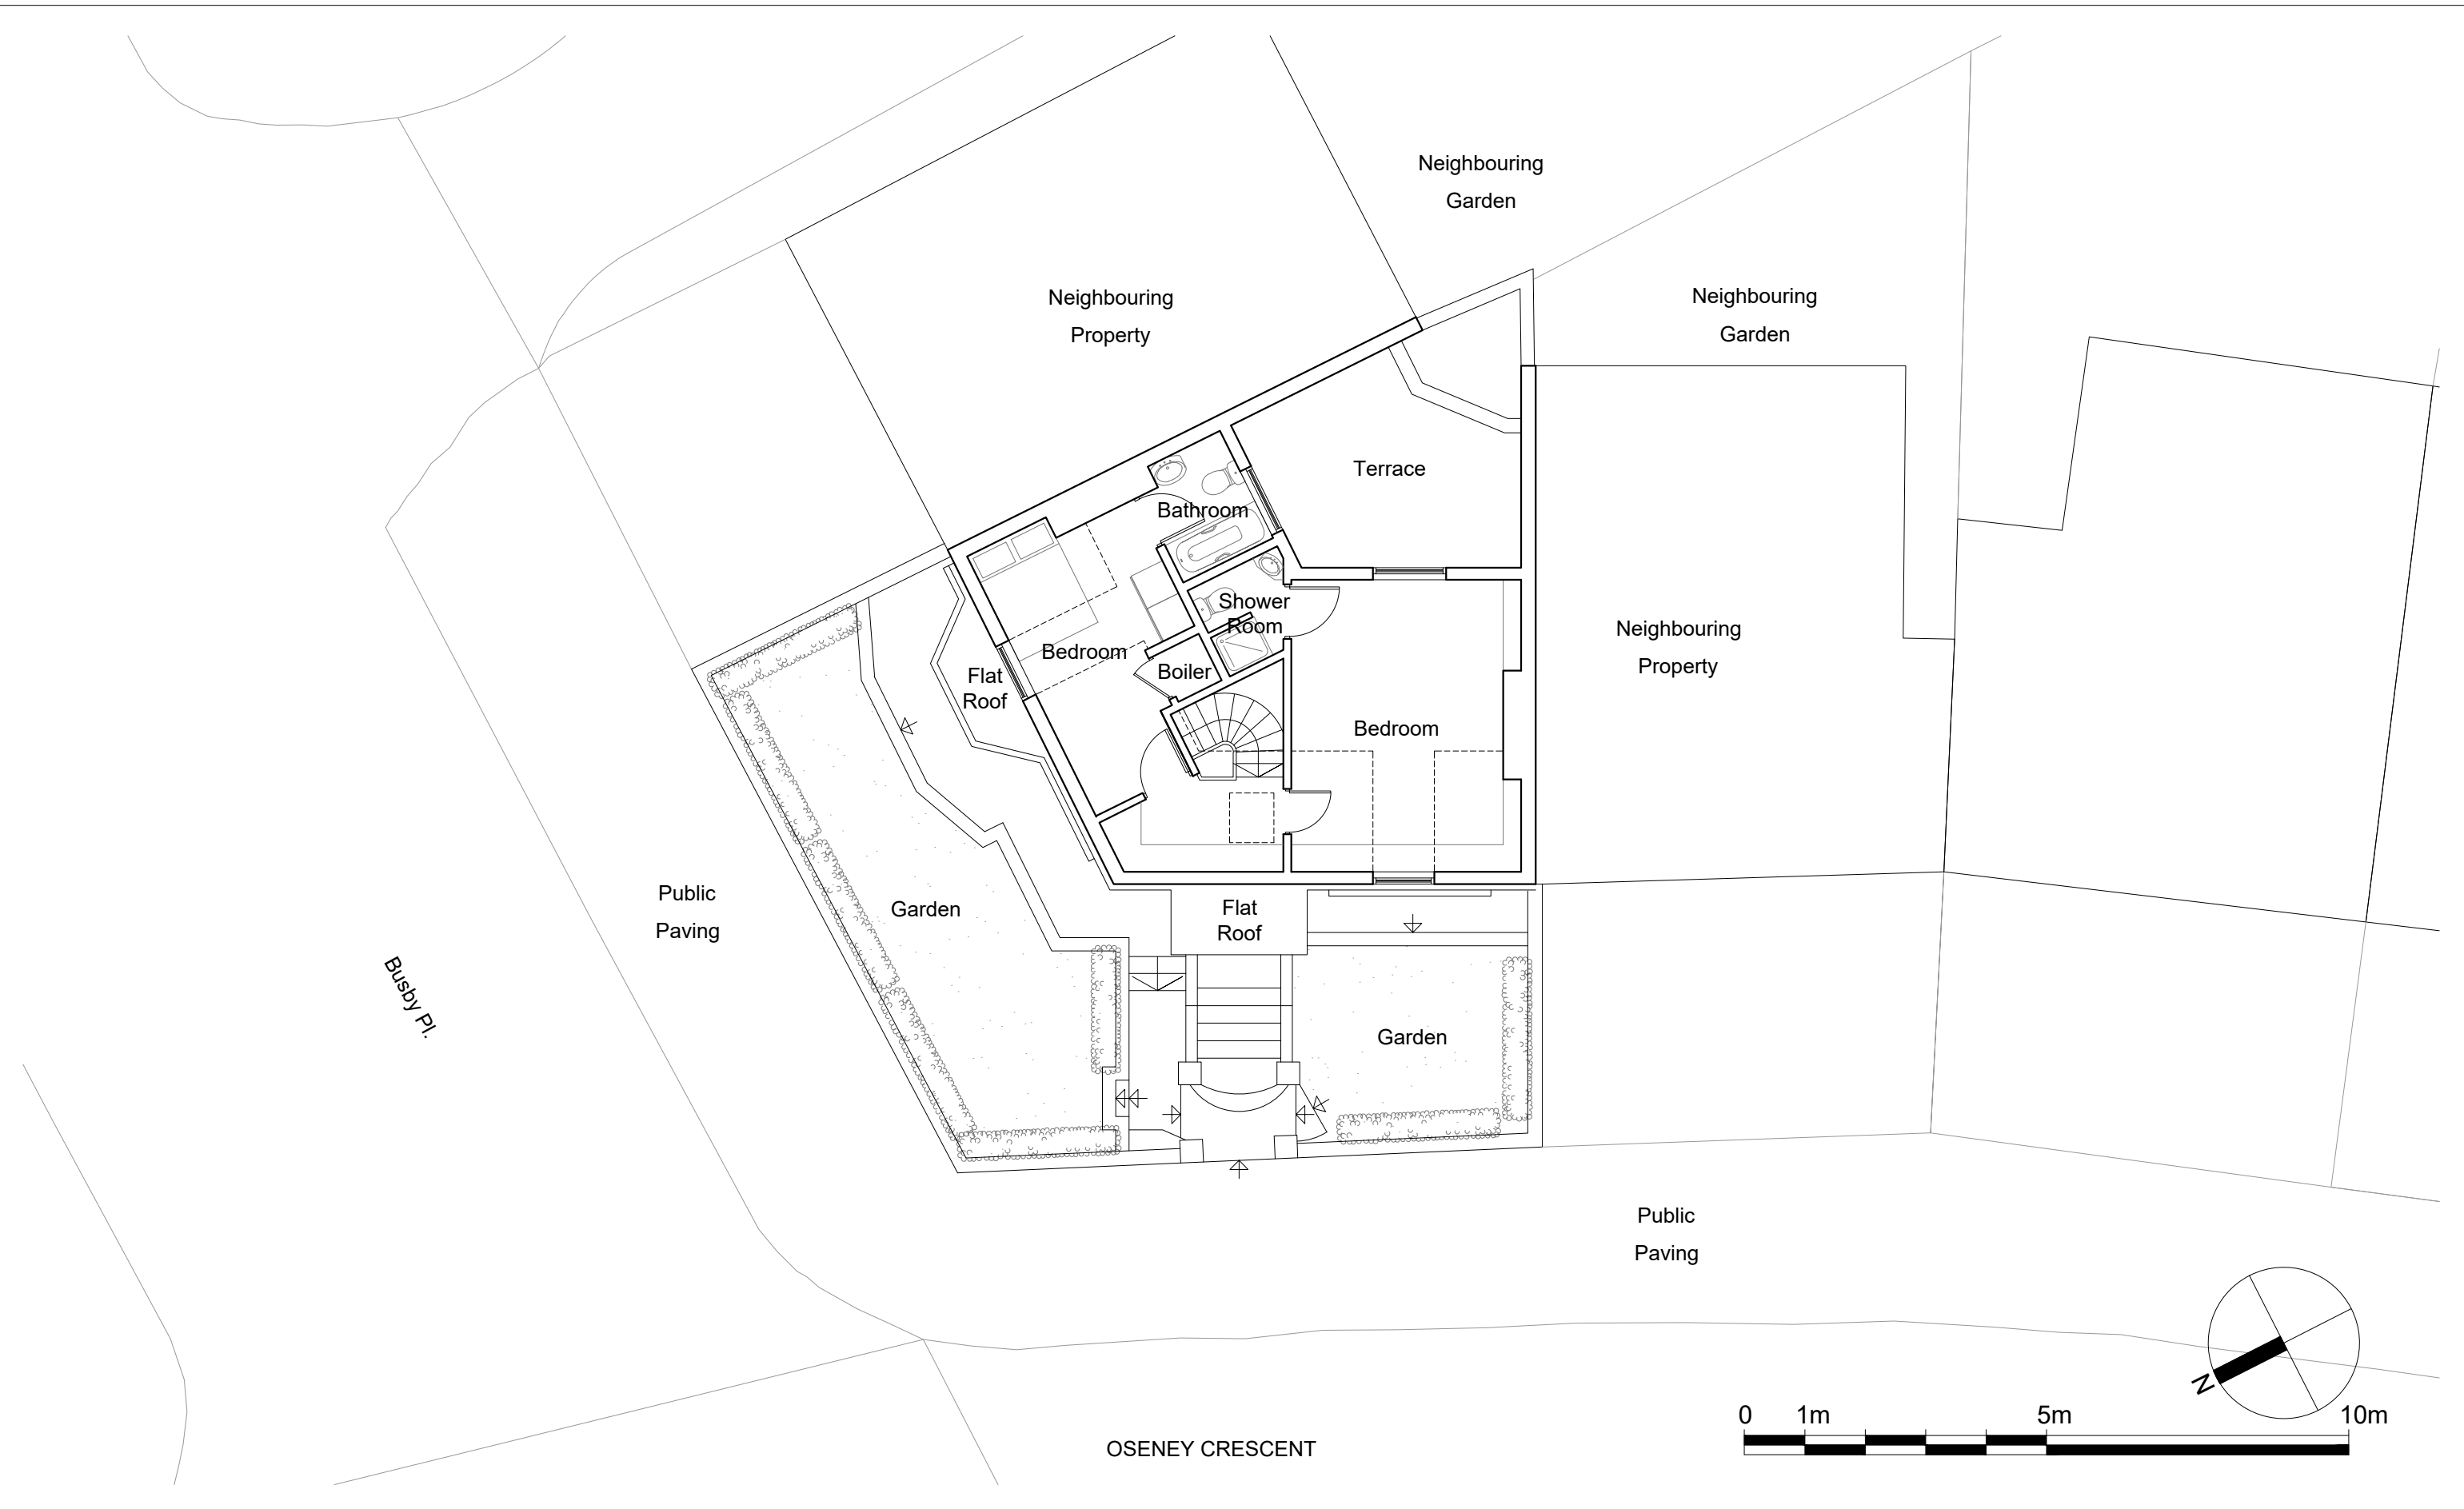 Neighbouring
Garden
Neighbouring
Property
Neighbouring
Garden
Terrace
Bathroom
Shower
Room
Neighbouring
Property
Bedroom
Boiler
Flat
Roof
Bedroom
Public
Paving
Garden
Flat
Roof
Busby Pl.
Garden
Public
Paving
N
0 1m 5m 10m
OSENEY CRESCENT